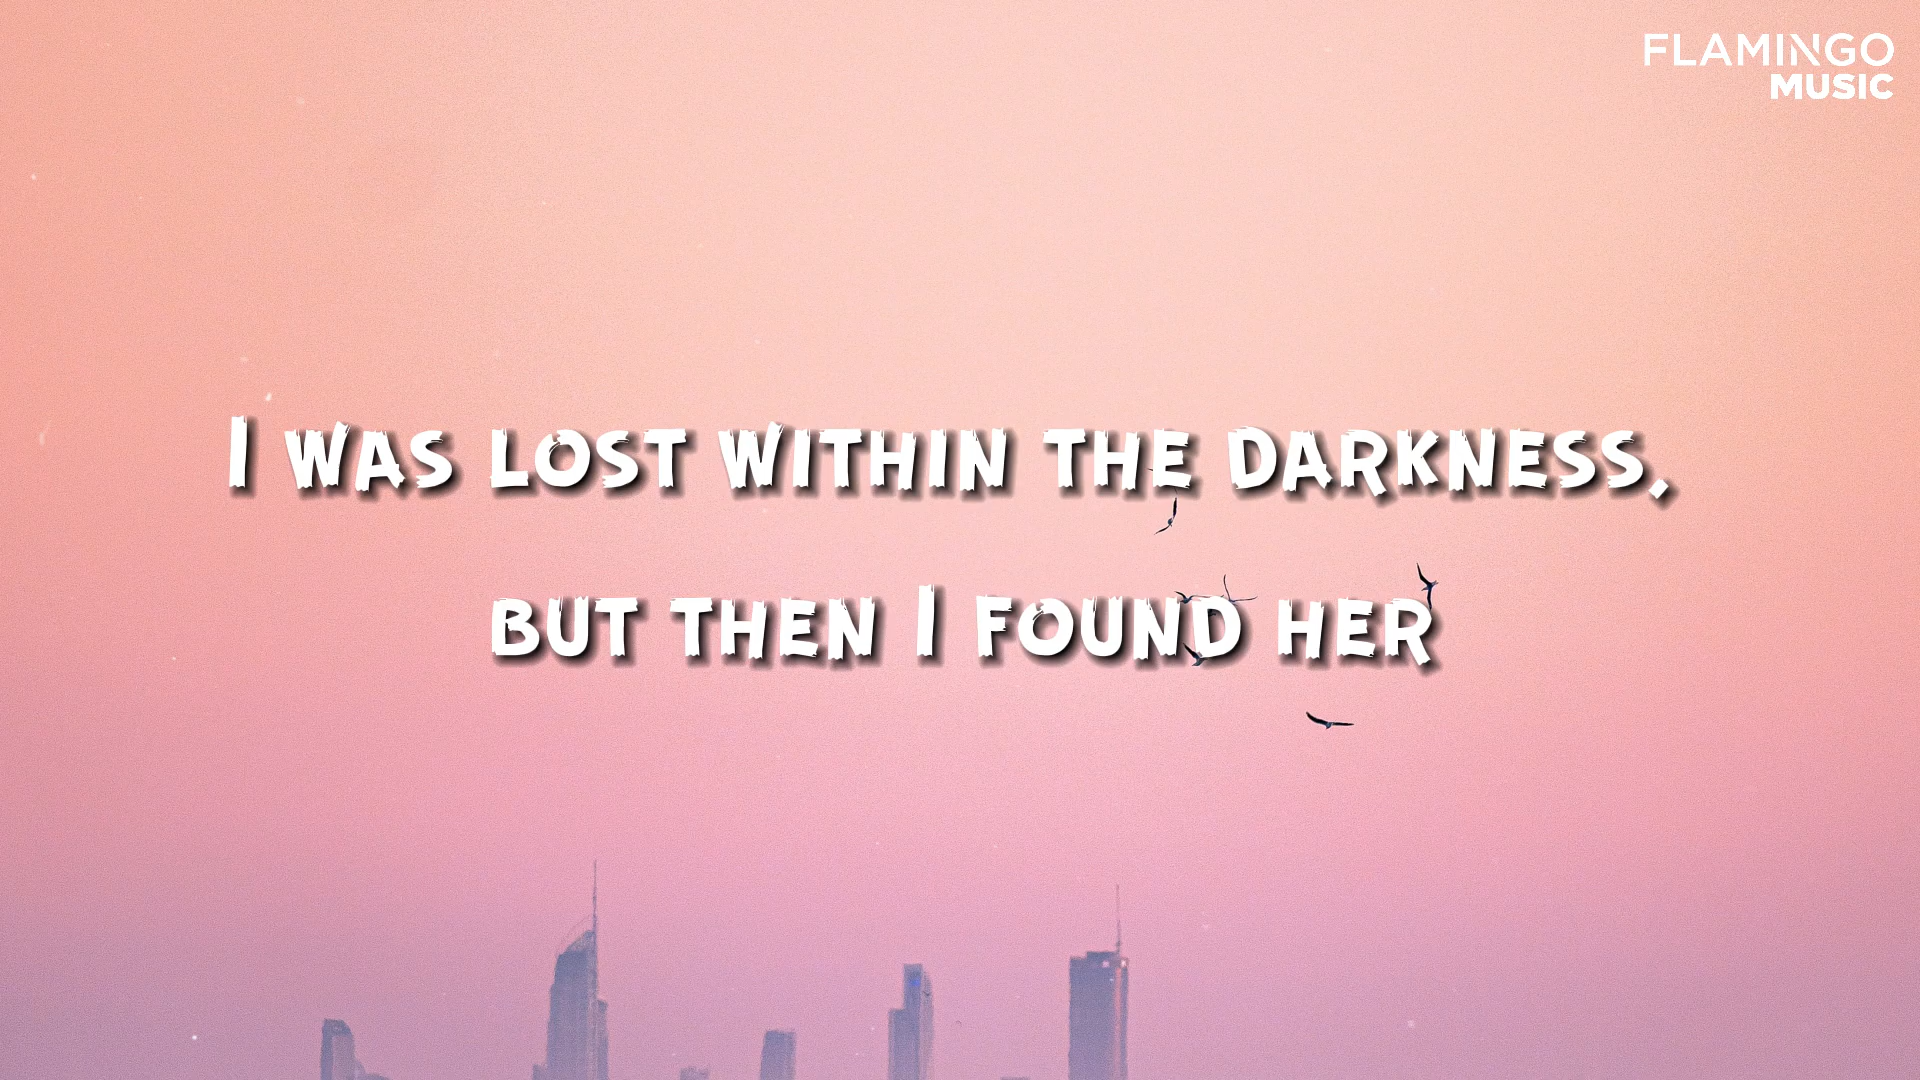 FLAMINGO
MUSIC
I WAS LOST WITHIN THE DARKNESS,
BUT THEN I FOUND HER